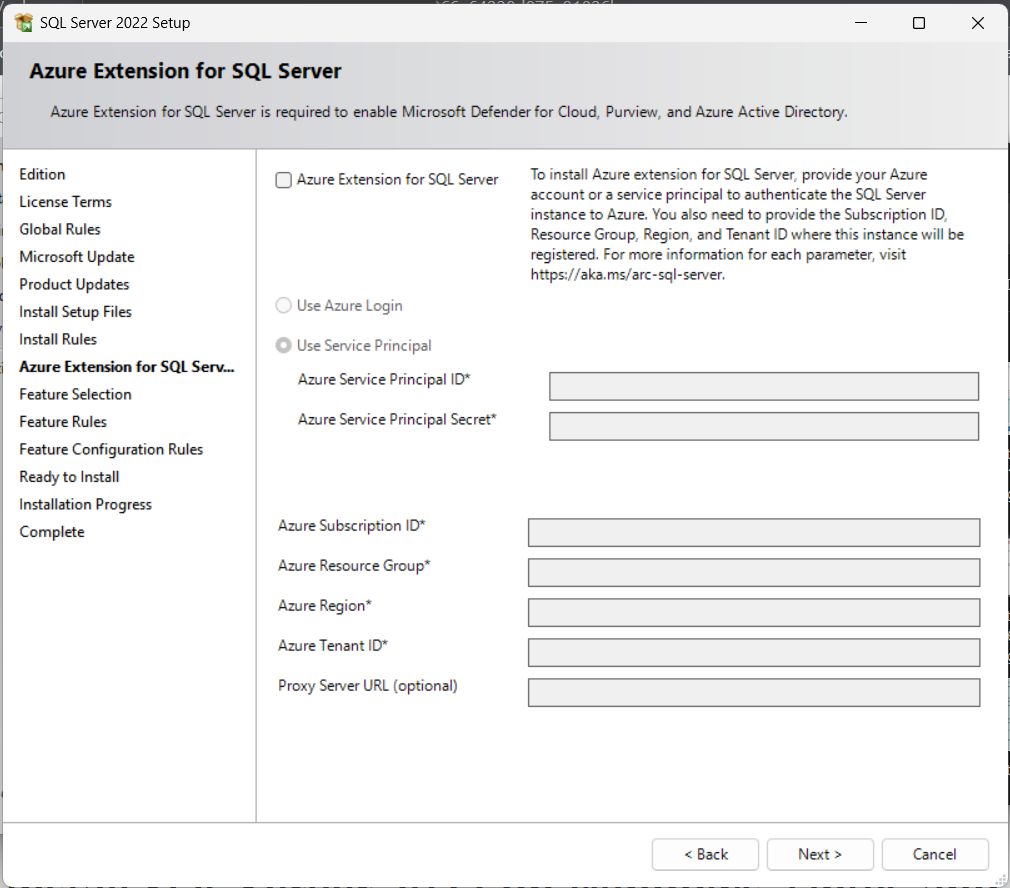 SQL Server 2022 Setup
Azure Extension for SQL Server
Azure Extension for SQL Server is required to enable Microsoft Defender for Cloud, Purview, and Azure Active Directory.
Edition
License Terms
Global Rules
Microsoft Update
Product Updates
Install Setup Files
Install Rules
Azure Extension for SQL Serv...
Feature Selection
Feature Rules
Feature Configuration Rules
Ready to Install
Installation Progress
Complete
Azure Extension for SQL Server
To install Azure extension for SQL Server, provide your Azure
account or a service principal to authenticate the SQL Server
instance to Azure. You also need to provide the Subscription ID,
Resource Group, Region, and Tenant ID where this instance will be
registered. For more information for each parameter, visit
https://aka.ms/arc-sql-server.
Use Azure Login
Use Service Principal
Azure Service Principal ID*
Azure Service Principal Secret*
Azure Subscription ID*
Azure Resource Group*
Azure Region*
Azure Tenant ID*
Proxy Server URL (optional)
< Back
Next >
Cancel